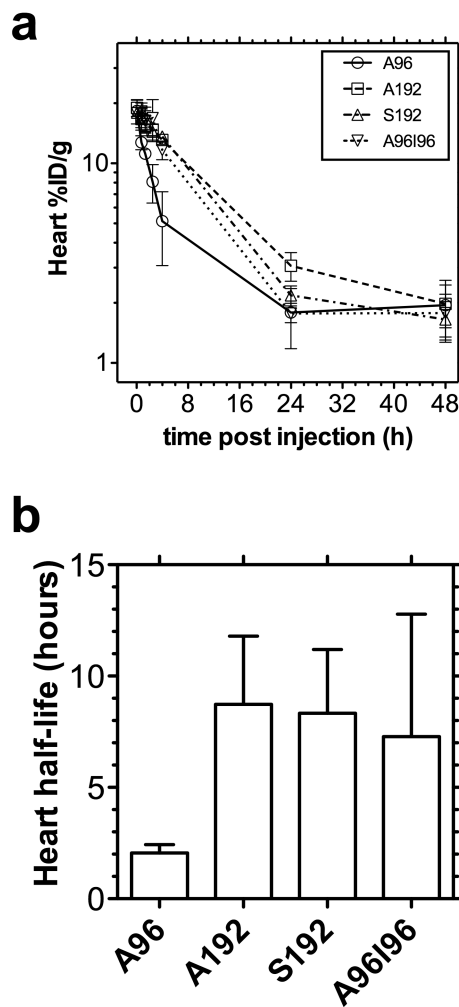 a
Heart %ID/g
10
1
A96
A192
S192
A96I96
0 8 16 24 32 40 48
time post injection (h)
b
Heart half-life (hours)
15
10
5
0
A96 A192 S192 A96I96